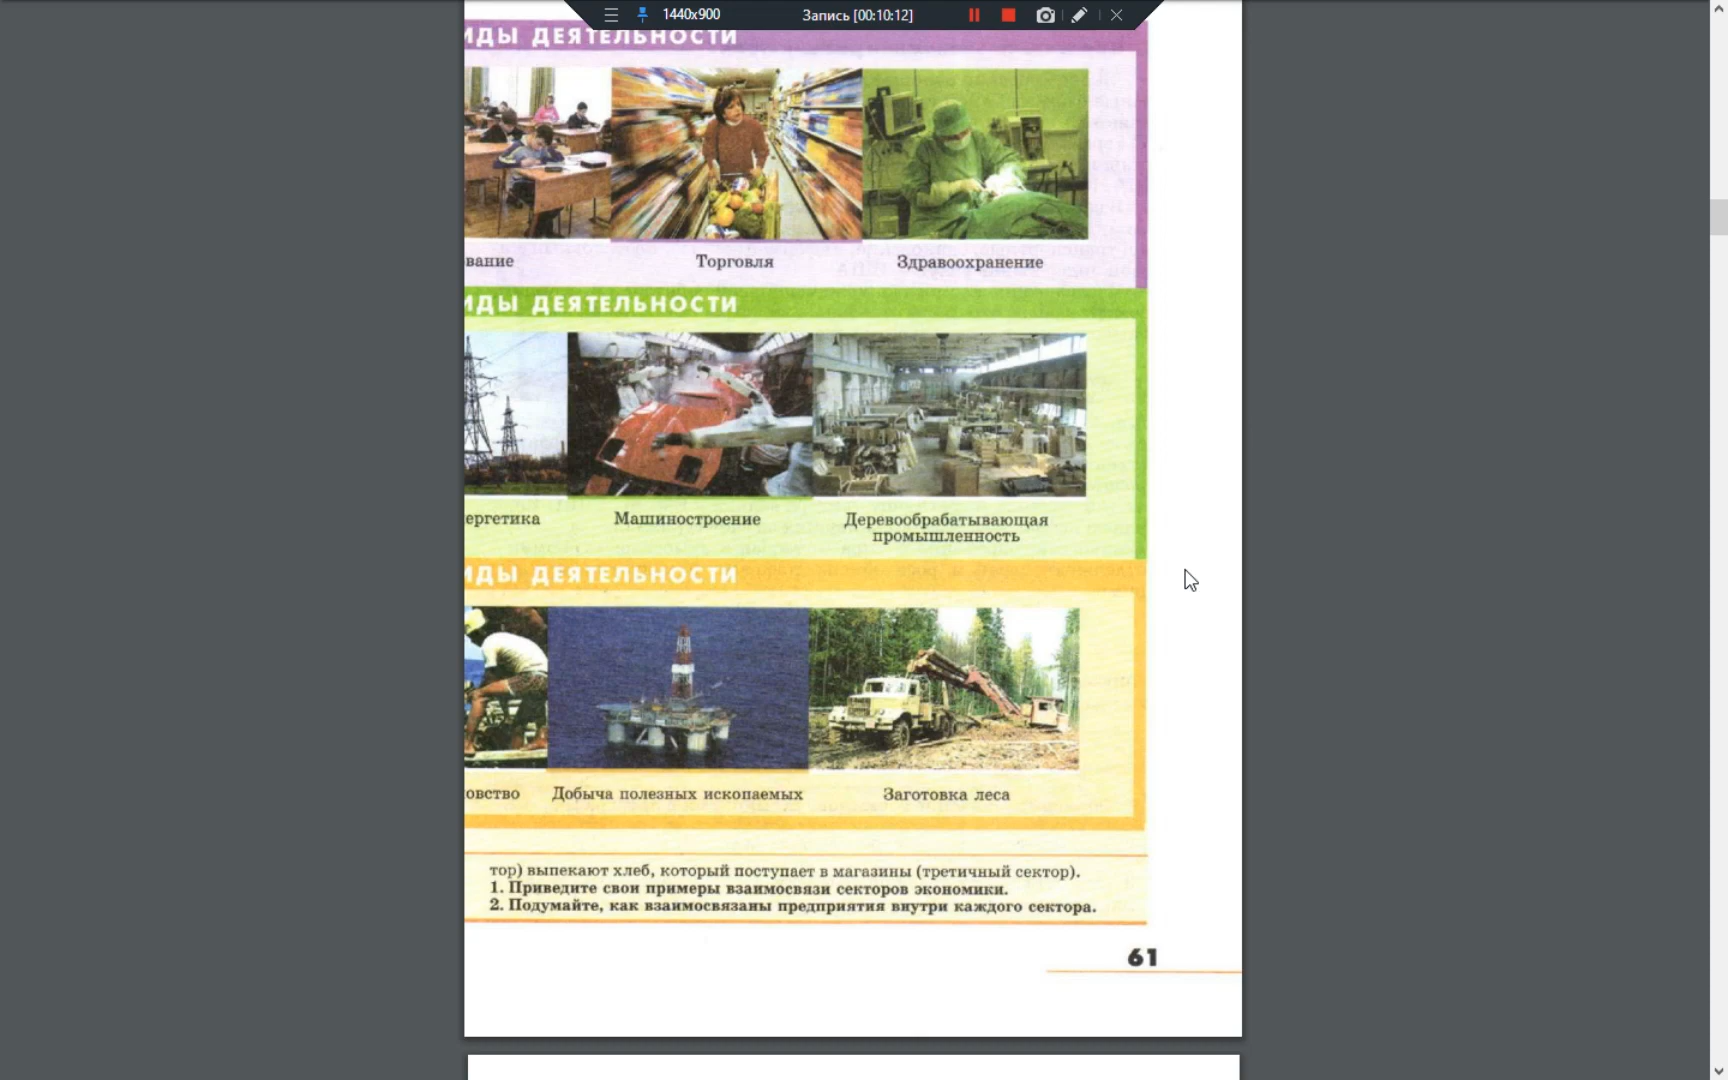 1440x900 Запись [00:10:12]
ИДЫ ДЕЯТЕЛЬНОСТИ
вание Торговля Здравоохранение
ИДЫ ДЕЯТЕЛЬНОСТИ
ергетика Машиностроение Деревообрабатывающая
промышленность
ИДЫ ДЕЯТЕЛЬНОСТИ
овство Добыча полезных ископаемых Заготовка леса
тор) выпекают хлеб, который поступает в магазины (третичный сектор).
1. Приведите свои примеры взаимосвязи секторов экономики.
2. Подумайте, как взаимосвязаны предприятия внутри каждого сектора.
61